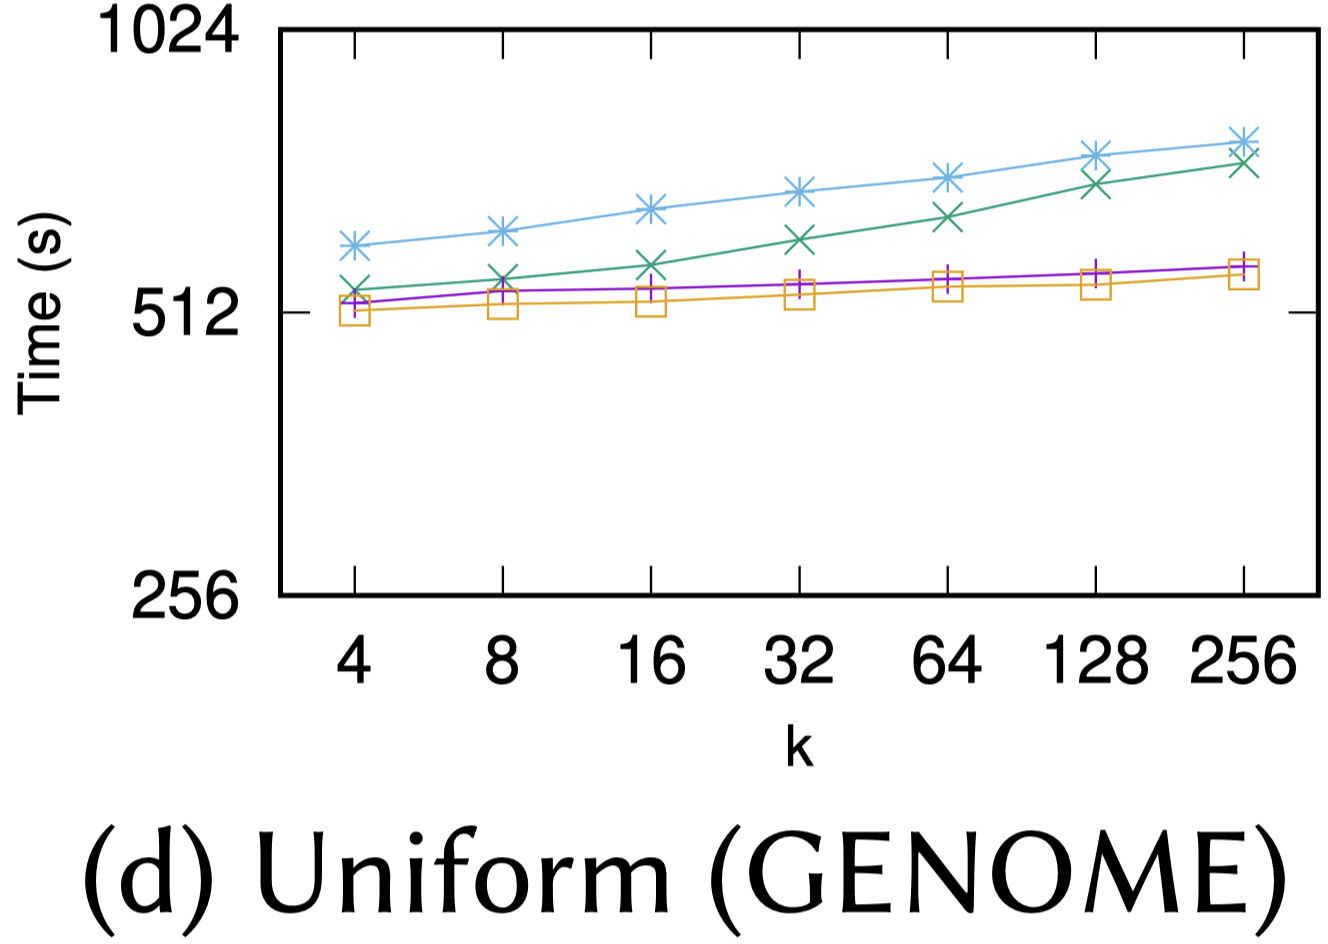 1024
512
256
Time (s)
4 8 16 32 64 128 256
k
(d) Uniform (GENOME)